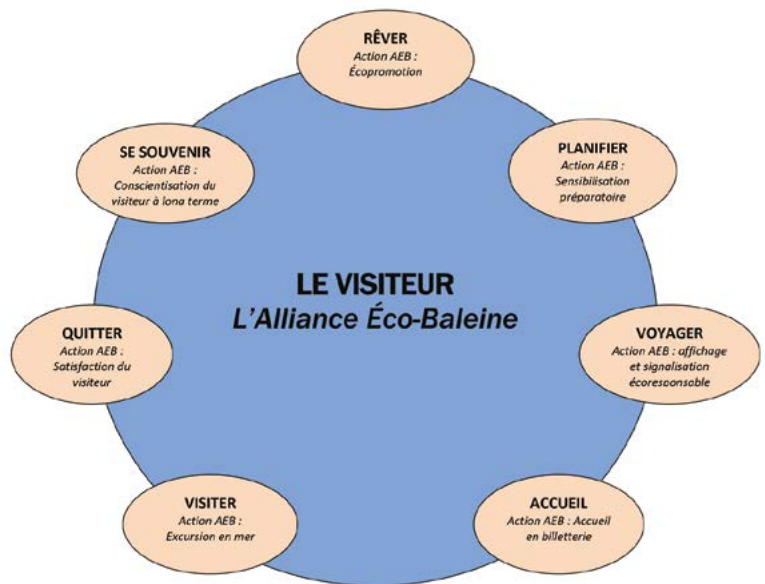 RÊVER
Action AEB :
Écopromotion
PLANIFIER
Action AEB :
Sensibilisation
préparatoire
VOYAGER
Action AEB : affichage
et signalisation
écoresponsable
ACCUEIL
Action AEB : Accueil
en billetterie
VISITER
Action AEB :
Excursion en mer
QUITTER
Action AEB :
Satisfaction du
visiteur
SE SOUVENIR
Action AEB :
Conscientisation du
visiteur à long terme
LE VISITEUR
L'Alliance Éco-Baleine